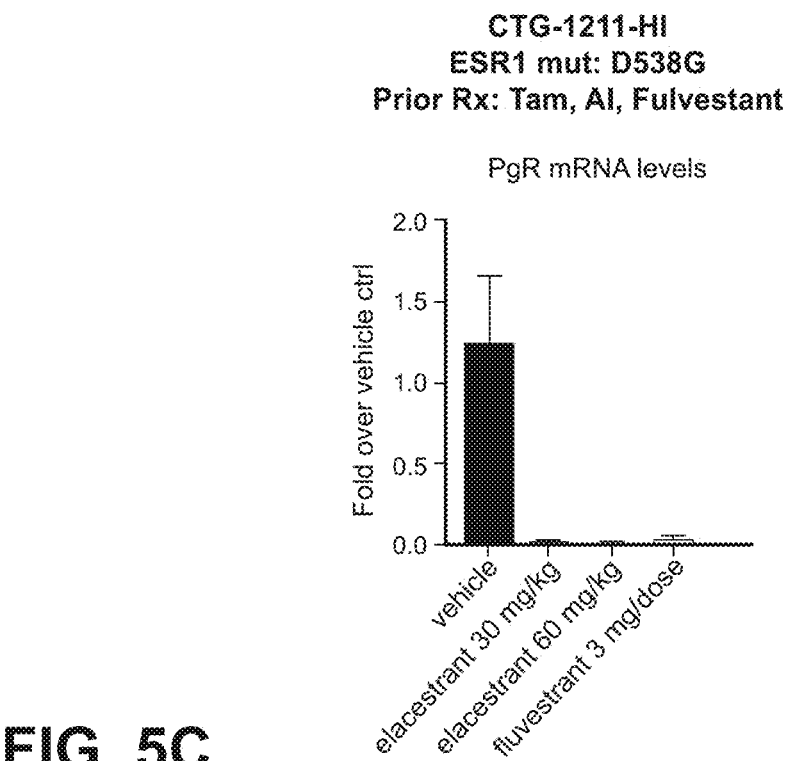 CTG-1211-HI
ESR1 mut: D538G
Prior Rx: Tam, AI, Fulvestant
PgR mRNA levels
Fold over vehicle ctrl
2.0
1.5
1.0
0.5
0.0
vehicle
elacestrant 30 mg/kg
elacestrant 60 mg/kg
fluvestrant 3 mg/dose
FIG. 5C